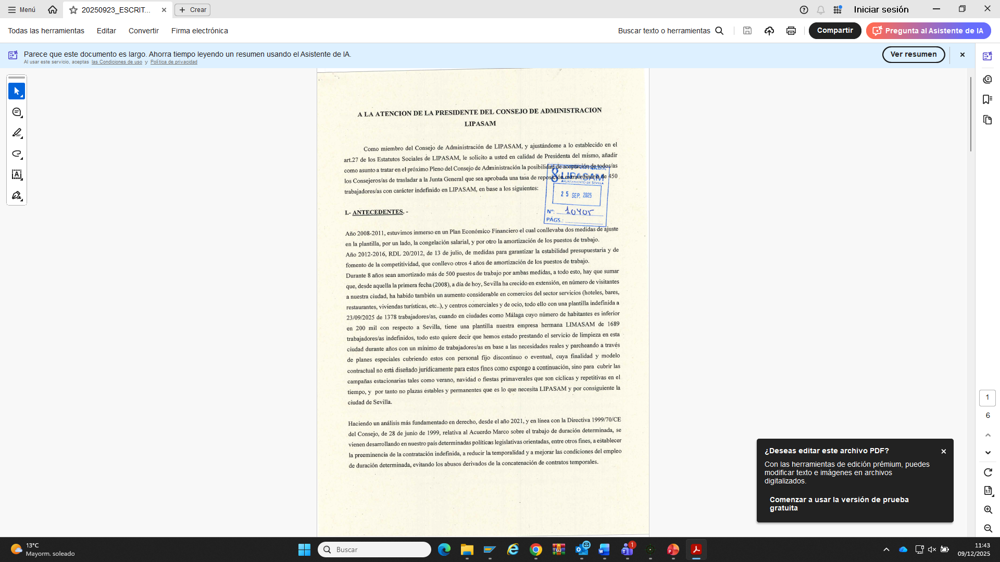 Menú
20250923_ESCRIT...
Crear
Iniciar sesión
Todas las herramientas
Editar
Convertir
Firma electrónica
Buscar texto o herramientas
Compartir
Pregunta al Asistente de IA
Parece que este documento es largo. Ahorra tiempo leyendo un resumen usando el Asistente de IA.
Al usar este servicio, aceptas las Condiciones de uso y Política de privacidad
Ver resumen
A LA ATENCION DE LA PRESIDENTE DEL CONSEJO DE ADMINISTRACION
LIPASAM
Como miembro del Consejo de Administración de LIPASAM, y ajustándome a lo establecido en el
art.27 de los Estatutos Sociales de LIPASAM, le solicito a usted en calidad de Presidenta del mismo, añadir
como asunto a tratar en el próximo Pleno del Consejo de Administración la posibilidad de aceptación de todos/as
los Consejeros/as de trasladar a la Junta General que sea aprobada una tasa de reposición extraordinaria de 450
trabajadores/as con carácter indefinido en LIPASAM, en base a los siguientes:
LIPASAM
AYUNTAMIENTO DE SEVILLA
25 SEP. 2025
Nº: 10405
PÁGS.:
I.- ANTECEDENTES. -
Año 2008-2011, estuvimos inmerso en un Plan Económico Financiero el cual conllevaba dos medidas de ajuste
en la plantilla, por un lado, la congelación salarial, y por otro la amortización de los puestos de trabajo.
Año 2012-2016, RDL 20/2012, de 13 de julio, de medidas para garantizar la estabilidad presupuestaria y de
fomento de la competitividad, que conllevo otros 4 años de amortización de los puestos de trabajo.
Durante 8 años sean amortizado más de 500 puestos de trabajo por ambas medidas, a todo esto, hay que sumar
que, desde aquella la primera fecha (2008), a día de hoy, Sevilla ha crecido en extensión, en número de visitantes
a nuestra ciudad, ha habido también un aumento considerable en comercios del sector servicios (hoteles, bares,
restaurantes, viviendas turísticas, etc..), y centros comerciales y de ocio, todo ello con una plantilla indefinida a
23/09/2025 de 1378 trabajadores/as, cuando en ciudades como Málaga cuyo número de habitantes es inferior
en 200 mil con respecto a Sevilla, tiene una plantilla nuestra empresa hermana LIMASAM de 1689
trabajadores/as indefinidos, todo esto quiere decir que hemos estado prestando el servicio de limpieza en esta
ciudad durante años con un mínimo de trabajadores/as en base a las necesidades reales y parcheando a través
de planes especiales cubriendo estos con personal fijo discontinuo o eventual, cuya finalidad y modelo
contractual no está diseñado jurídicamente para estos fines como expongo a continuación, sino para cubrir las
campañas estacionarias tales como verano, navidad o fiestas primaverales que son cíclicas y repetitivas en el
tiempo, y por tanto no plazas estables y permanentes que es lo que necesita LIPASAM y por consiguiente la
ciudad de Sevilla.
Haciendo un análisis más fundamentado en derecho, desde el año 2021, y en línea con la Directiva 1999/70/CE
del Consejo, de 28 de junio de 1999, relativa al Acuerdo Marco sobre el trabajo de duración determinada, se
vienen desarrollando en nuestro país determinadas políticas legislativas orientadas, entre otros fines, a establecer
la preeminencia de la contratación indefinida, a reducir la temporalidad y a mejorar las condiciones del empleo
de duración determinada, evitando los abusos derivados de la concatenación de contratos temporales.
1
6
¿Deseas editar este archivo PDF?
Con las herramientas de edición prémium, puedes
modificar texto e imágenes en archivos
digitalizados.
Comenzar a usar la versión de prueba
gratuita
13°C
Mayorm. soleado
Buscar
1
11:43
09/12/2025